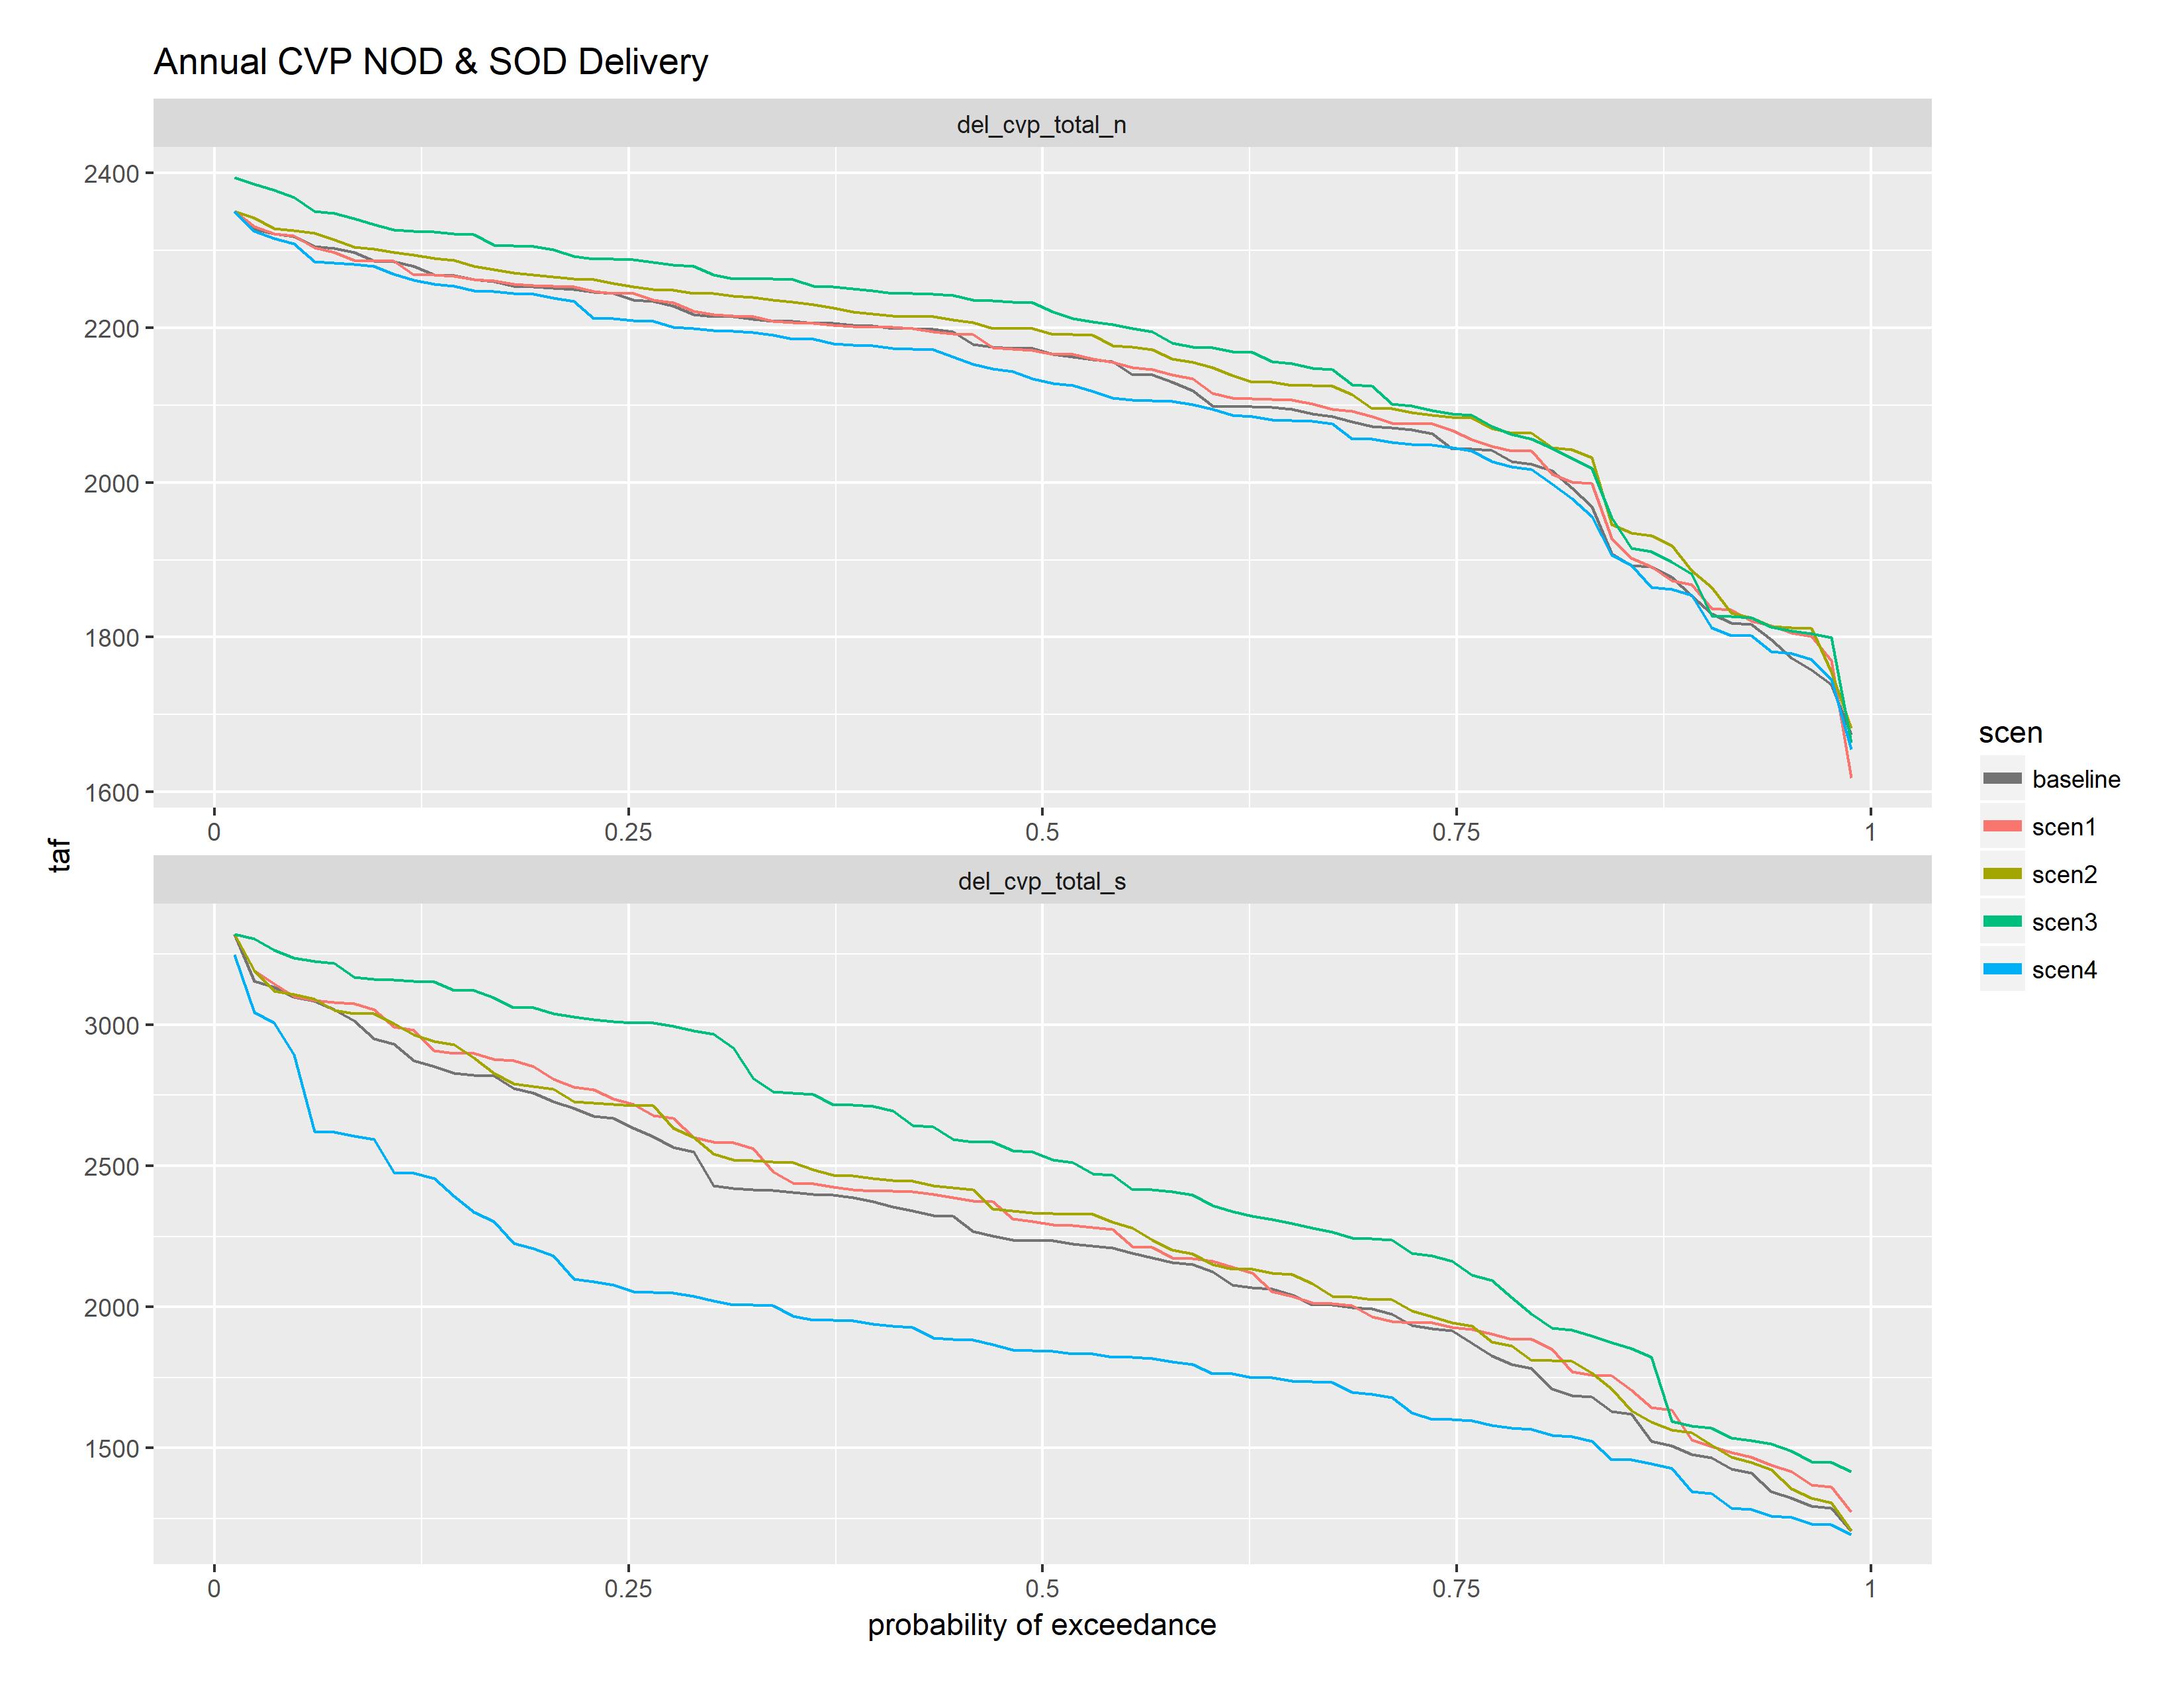 Annual CVP NOD & SOD Delivery
del_cvp_total_n
2400
2200
2000
1800
1600
0 0.25 0.5 0.75 1
taf
del_cvp_total_s
3000
2500
2000
1500
0 0.25 0.5 0.75 1
probability of exceedance
scen
baseline
scen1
scen2
scen3
scen4